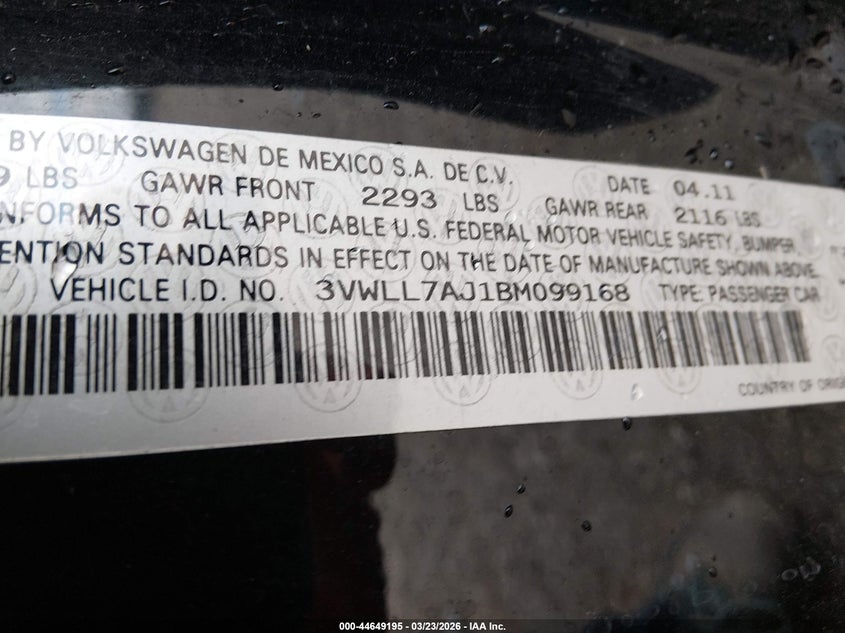 BY VOLKSWAGEN DE MEXICO S.A. DE C.V. DATE 04.11
9 LBS GAWR FRONT 2293 LBS GAWR REAR 2116 LBS
NFORMS TO ALL APPLICABLE U.S. FEDERAL MOTOR VEHICLE SAFETY, BUMPER,
ENTION STANDARDS IN EFFECT ON THE DATE OF MANUFACTURE SHOWN ABOVE.
VEHICLE I.D. NO. 3VWLL7AJ1BM099168 TYPE: PASSENGER CAR
COUNTRY OF ORIG
000-44649195 - 03/23/2026 - IAA Inc.